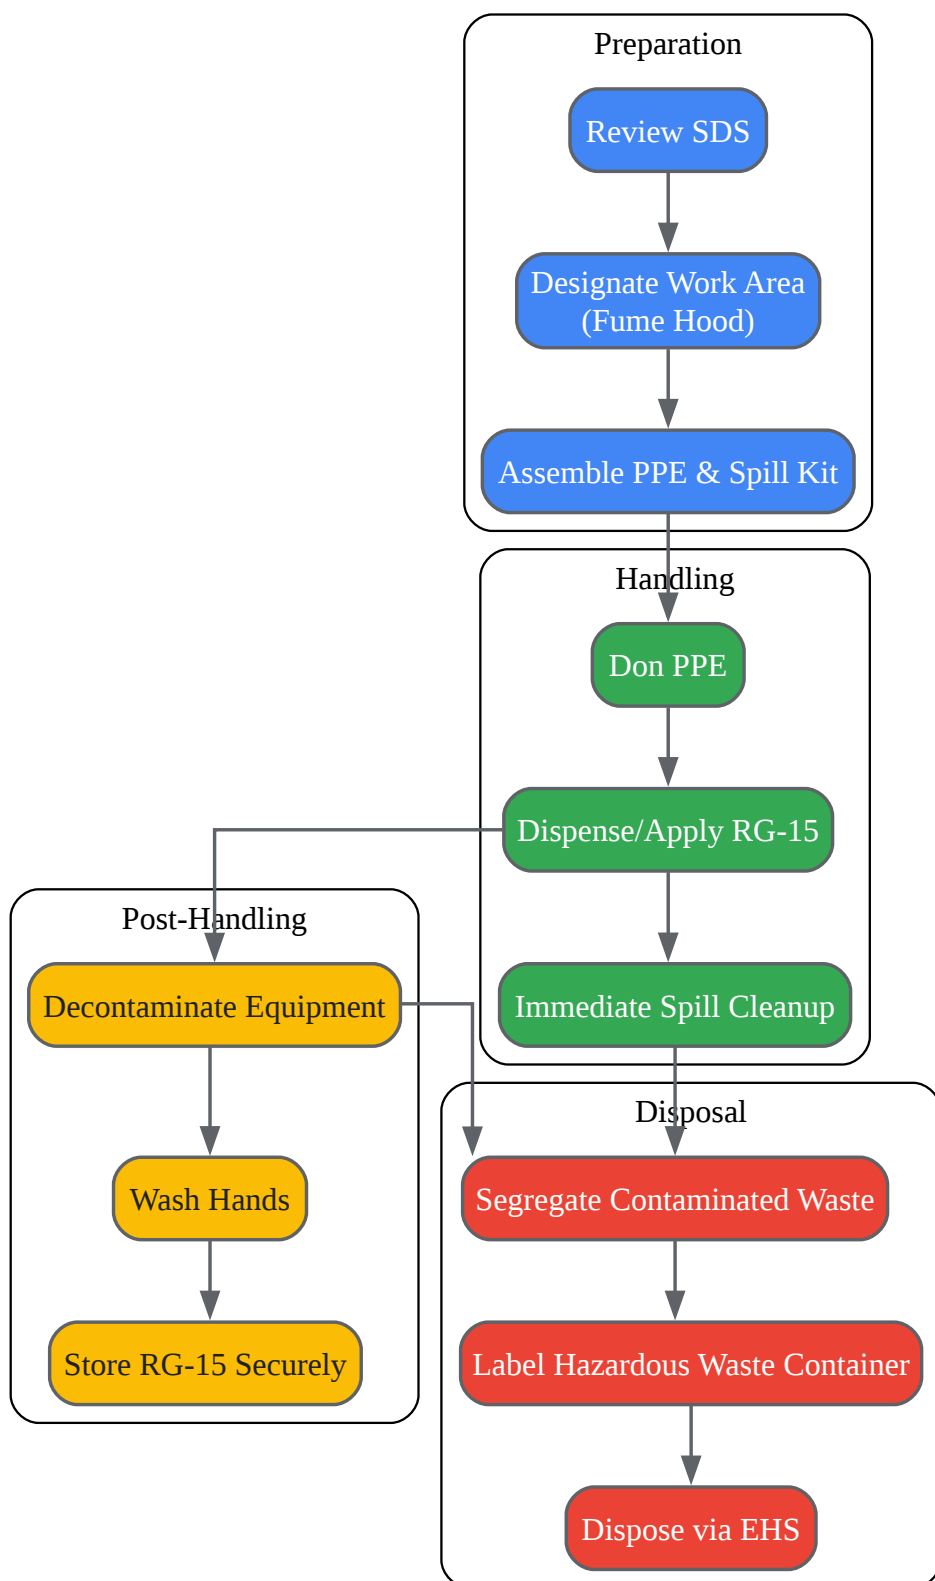 Preparation
Review SDS
Designate Work Area
(Fume Hood)
Assemble PPE & Spill Kit
Handling
Don PPE
Dispense/Apply RG-15
Immediate Spill Cleanup
Post-Handling
Decontaminate Equipment
Wash Hands
Store RG-15 Securely
Disposal
Segregate Contaminated Waste
Label Hazardous Waste Container
Dispose via EHS